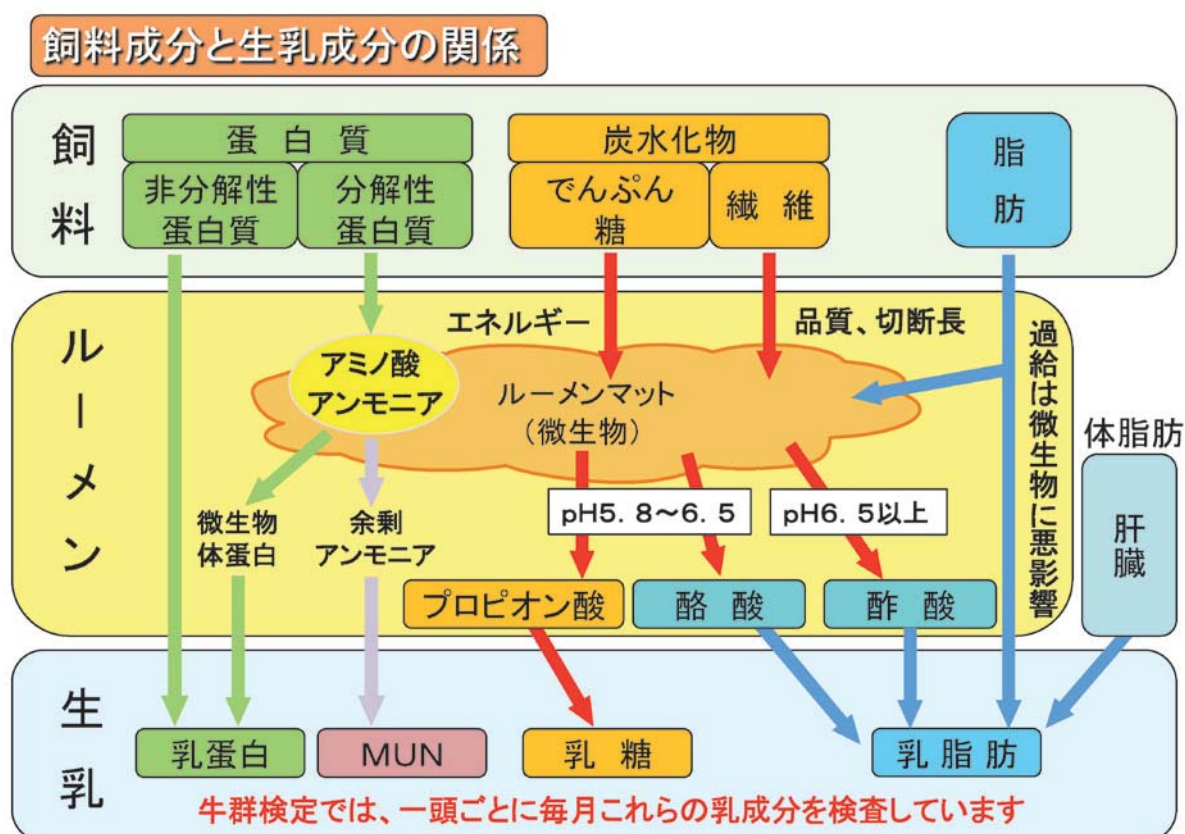 飼料成分と生乳成分の関係
飼料
蛋白質
炭水化物
脂肪
非分解性
蛋白質
分解性
蛋白質
でんぷん
糖
繊維
ルーメン
エネルギー
品質、切断長
アミノ酸
アンモニア
ルーメンマット
（微生物）
過給は微生物に悪影響
体脂肪
肝臓
pH5．8～6．5
pH6．5以上
微生物
体蛋白
余剰
アンモニア
プロピオン酸
酪酸
酢酸
生乳
乳蛋白
MUN
乳糖
乳脂肪
牛群検定では、一頭ごとに毎月これらの乳成分を検査しています